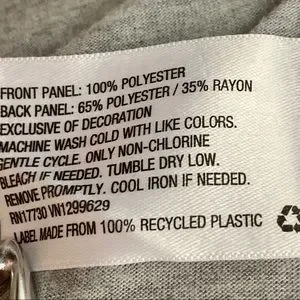 FRONT PANEL: 100% POLYESTER
BACK PANEL: 65% POLYESTER / 35% RAYON
EXCLUSIVE OF DECORATION
MACHINE WASH COLD WITH LIKE COLORS.
GENTLE CYCLE. ONLY NON-CHLORINE
BLEACH IF NEEDED. TUMBLE DRY LOW.
REMOVE PROMPTLY. COOL IRON IF NEEDED.
RN17730 VN1299629
LABEL MADE FROM 100% RECYCLED PLASTIC